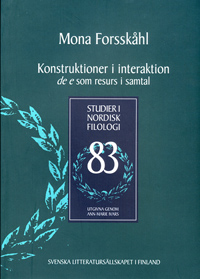 Mona Forsskåhl
Konstruktioner i interaktion
de e som resurs i samtal
STUDIER I
NORDISK
FILOLOGI
83
UTGIVNA GENOM
ANN-MARIE IVARS
SVENSKA LITTERATURSÄLLSKAPET I FINLAND